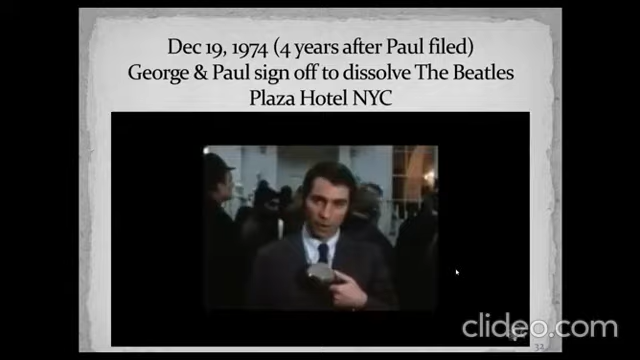 Dec 19, 1974 (4 years after Paul filed)
George & Paul sign off to dissolve The Beatles
Plaza Hotel NYC
clideo.com
32